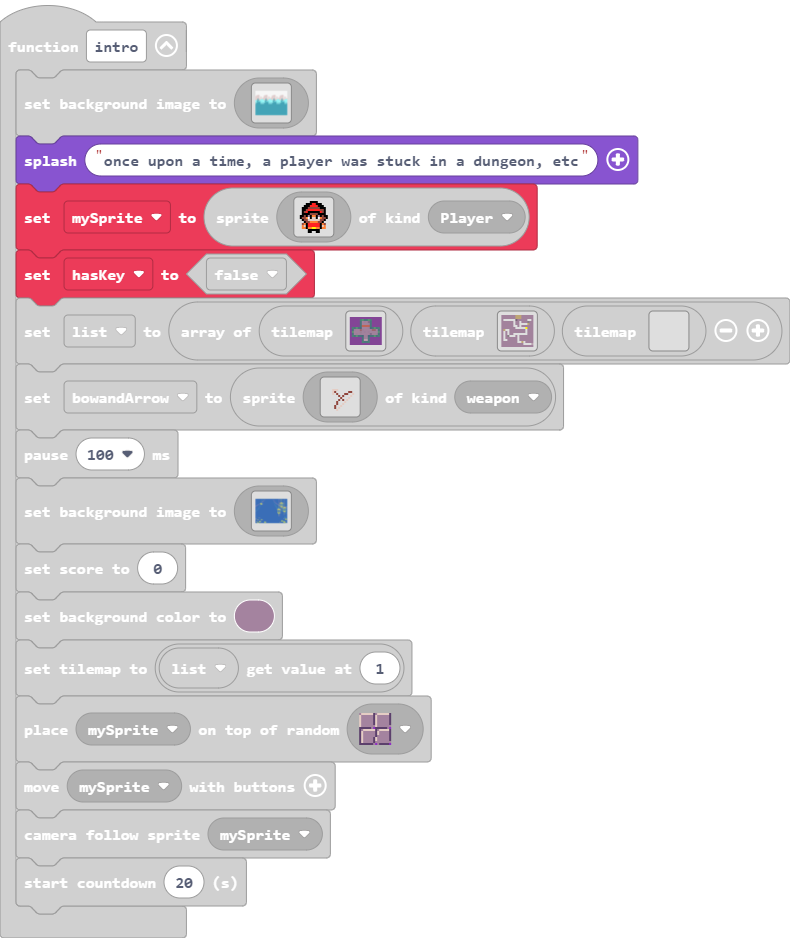 function intro
set background image to
splash "once upon a time, a player was stuck in a dungeon, etc"
set mySprite to sprite of kind Player
set hasKey to false
set list to array of tilemap tilemap tilemap
set bowandArrow to sprite of kind weapon
pause 100 ms
set background image to
set score to 0
set background color to
set tilemap to list get value at 1
place mySprite on top of random
move mySprite with buttons
camera follow sprite mySprite
start countdown 20 (s)